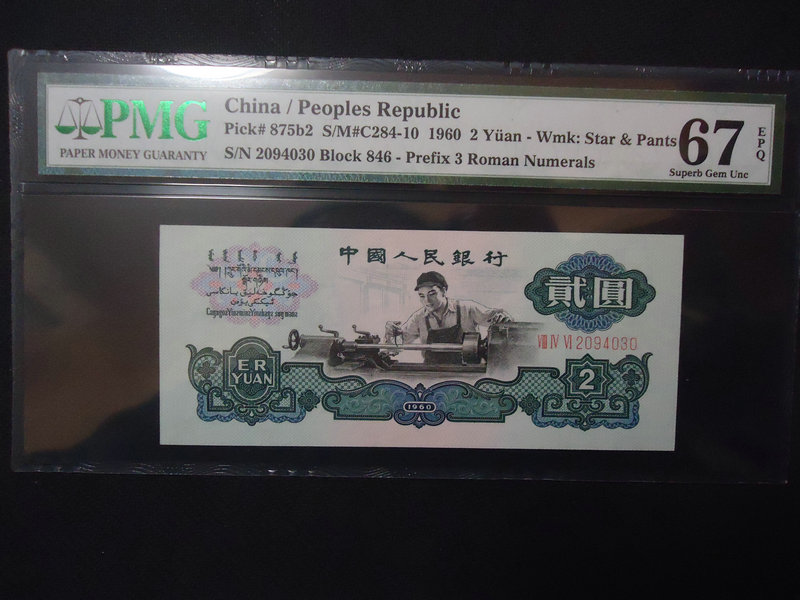 PMG
PAPER MONEY GUARANTY
China / Peoples Republic
Pick# 875b2 S/M#C284-10 1960 2 Yüan - Wmk: Star & Pants
S/N 2094030 Block 846 - Prefix 3 Roman Numerals
67
EPQ
Superb Gem Unc
中國人民銀行
貳圓
VIII IV VI 2094030
ER
YUAN
1960
2